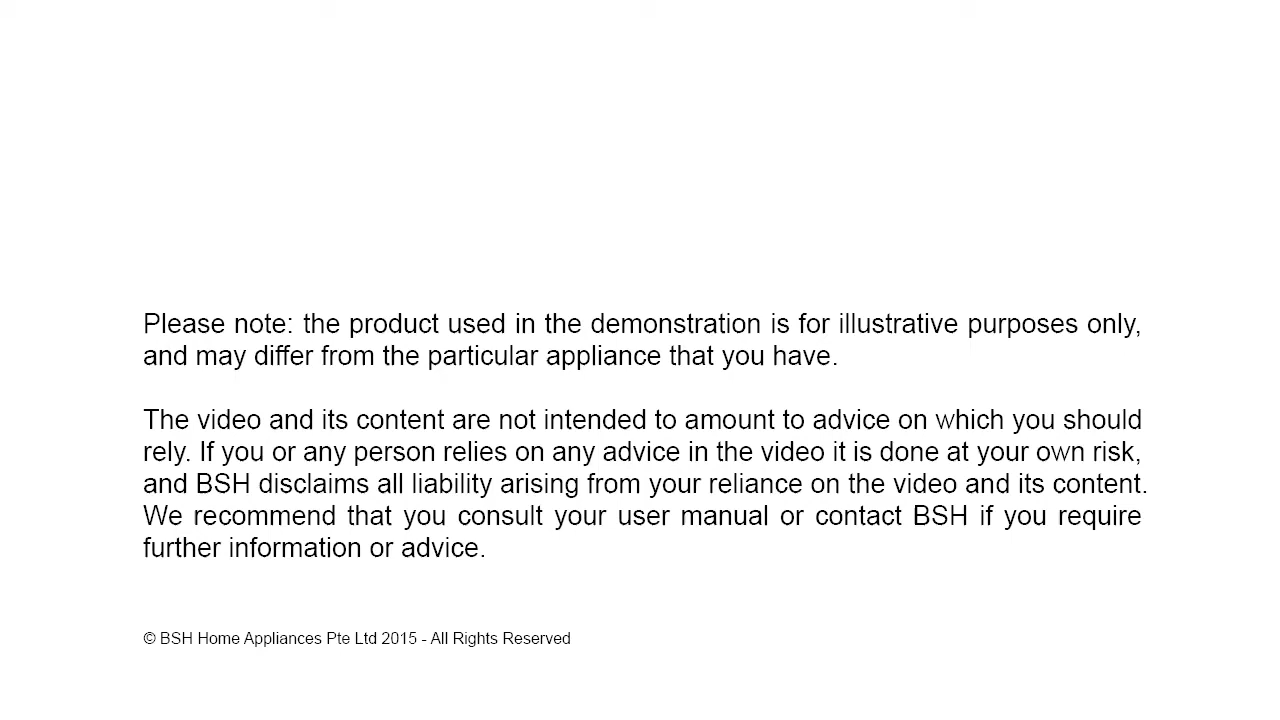 Please note: the product used in the demonstration is for illustrative purposes only,
and may differ from the particular appliance that you have.
The video and its content are not intended to amount to advice on which you should
rely. If you or any person relies on any advice in the video it is done at your own risk,
and BSH disclaims all liability arising from your reliance on the video and its content.
We recommend that you consult your user manual or contact BSH if you require
further information or advice.
© BSH Home Appliances Pte Ltd 2015 - All Rights Reserved